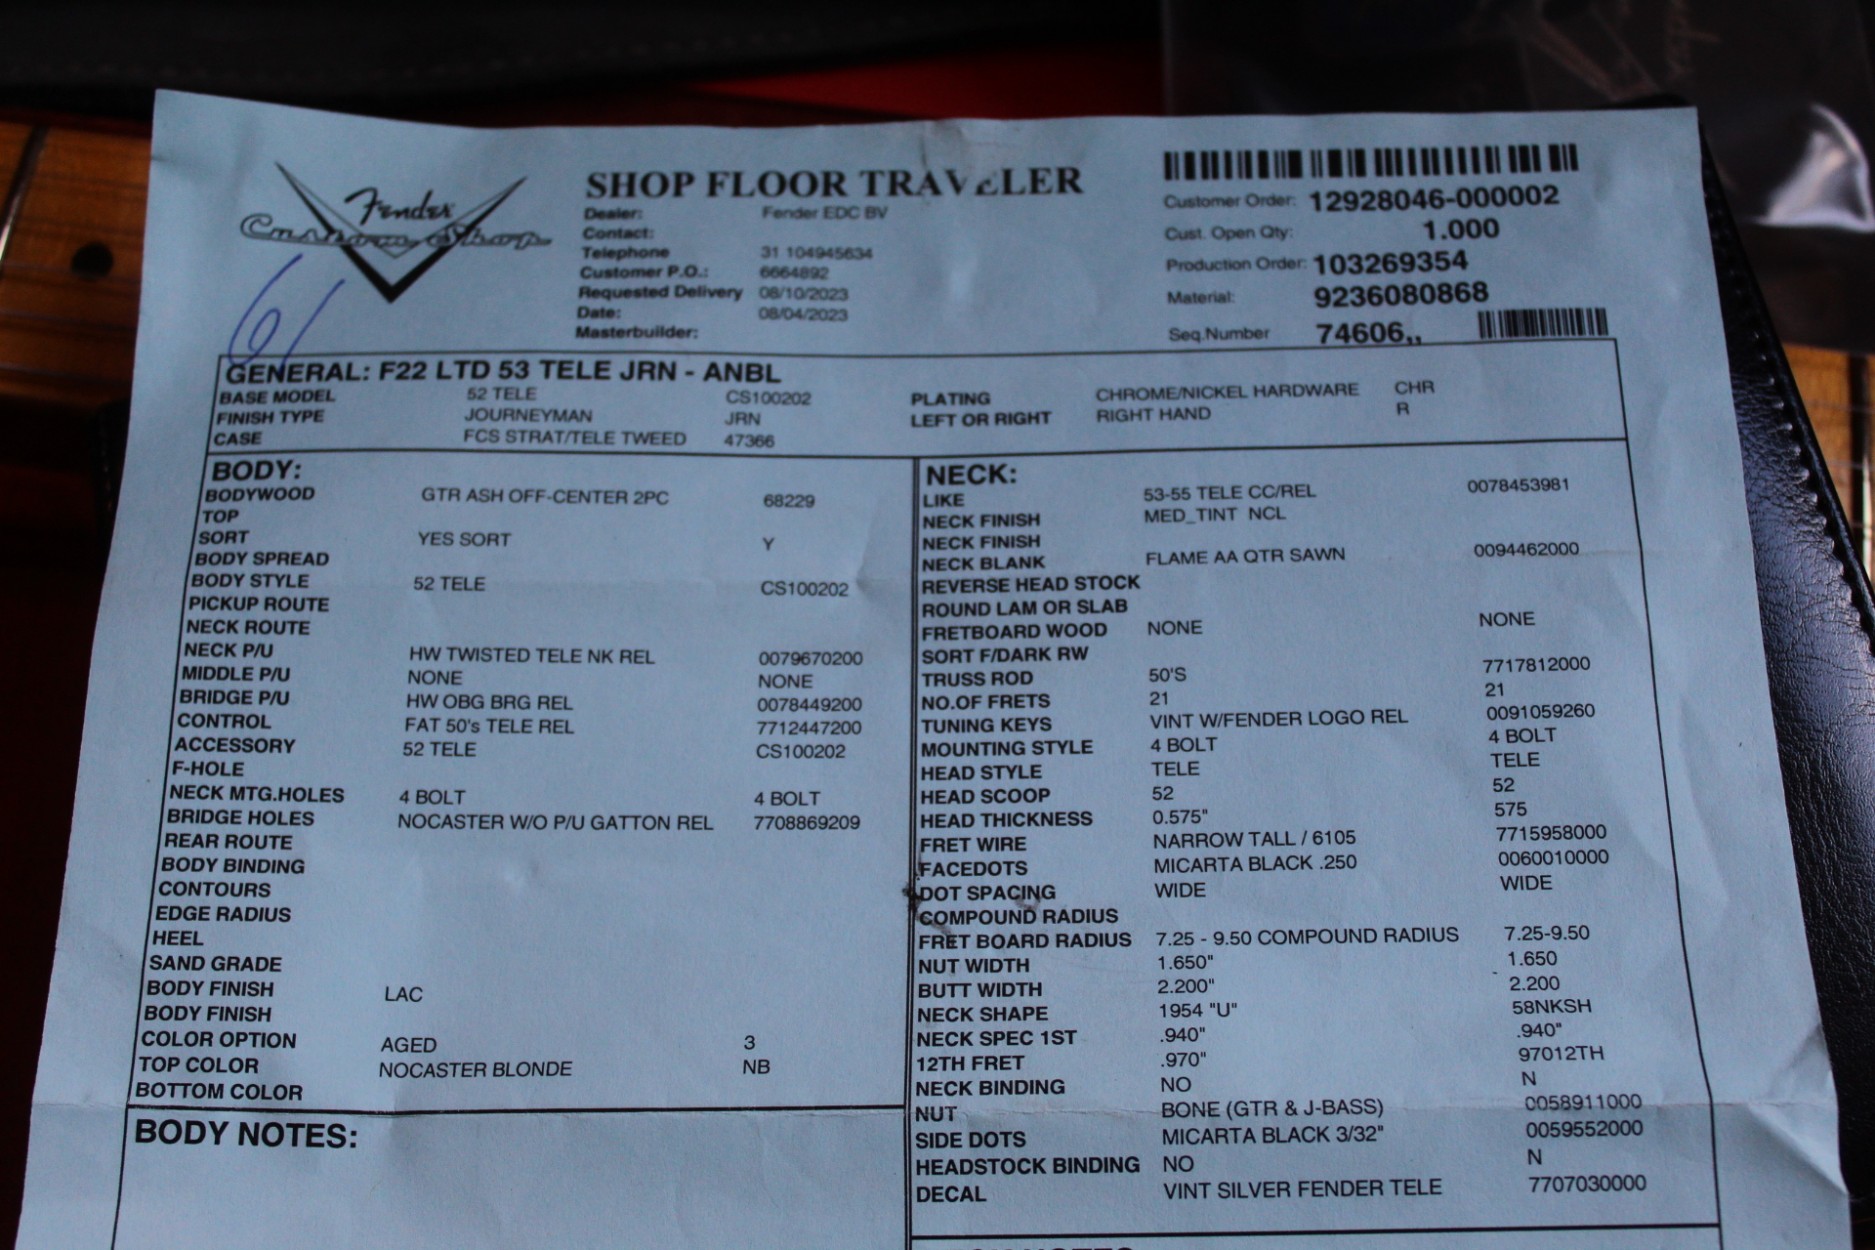 Fender
Custom Shop
61
SHOP FLOOR TRAVELER
Dealer: Fender EDC BV
Contact:
Telephone 31 104945634
Customer P.O.: 6664892
Requested Delivery 08/10/2023
Date: 08/04/2023
Masterbuilder:
Customer Order: 12928046-000002
Cust. Open Qty: 1.000
Production Order: 103269354
Material: 9236080868
Seq.Number 74606,,
GENERAL: F22 LTD 53 TELE JRN - ANBL
BASE MODEL 52 TELE CS100202
FINISH TYPE JOURNEYMAN JRN
CASE FCS STRAT/TELE TWEED 47366
PLATING CHROME/NICKEL HARDWARE CHR
LEFT OR RIGHT RIGHT HAND R
BODY:
BODYWOOD GTR ASH OFF-CENTER 2PC 68229
TOP
SORT YES SORT Y
BODY SPREAD
BODY STYLE 52 TELE CS100202
PICKUP ROUTE
NECK ROUTE
NECK P/U HW TWISTED TELE NK REL 0079670200
MIDDLE P/U NONE NONE
BRIDGE P/U HW OBG BRG REL 0078449200
CONTROL FAT 50's TELE REL 7712447200
ACCESSORY 52 TELE CS100202
F-HOLE
NECK MTG.HOLES 4 BOLT 4 BOLT
BRIDGE HOLES NOCASTER W/O P/U GATTON REL 7708869209
REAR ROUTE
BODY BINDING
CONTOURS
EDGE RADIUS
HEEL
SAND GRADE
BODY FINISH LAC
BODY FINISH
COLOR OPTION AGED 3
TOP COLOR NOCASTER BLONDE NB
BOTTOM COLOR
BODY NOTES:
NECK:
LIKE 53-55 TELE CC/REL 0078453981
NECK FINISH MED_TINT NCL
NECK FINISH
NECK BLANK FLAME AA QTR SAWN 0094462000
REVERSE HEAD STOCK
ROUND LAM OR SLAB
FRETBOARD WOOD NONE NONE
SORT F/DARK RW
TRUSS ROD 50'S 7717812000
NO.OF FRETS 21 21
TUNING KEYS VINT W/FENDER LOGO REL 0091059260
MOUNTING STYLE 4 BOLT 4 BOLT
HEAD STYLE TELE TELE
HEAD SCOOP 52 52
HEAD THICKNESS 0.575" 575
FRET WIRE NARROW TALL / 6105 7715958000
FACEDOTS MICARTA BLACK .250 0060010000
DOT SPACING WIDE WIDE
COMPOUND RADIUS
FRET BOARD RADIUS 7.25 - 9.50 COMPOUND RADIUS 7.25-9.50
NUT WIDTH 1.650" 1.650
BUTT WIDTH 2.200" 2.200
NECK SHAPE 1954 "U" 58NKSH
NECK SPEC 1ST .940" .940"
12TH FRET .970" 97012TH
NECK BINDING NO N
NUT BONE (GTR & J-BASS) 0058911000
SIDE DOTS MICARTA BLACK 3/32" 0059552000
HEADSTOCK BINDING NO N
DECAL VINT SILVER FENDER TELE 7707030000